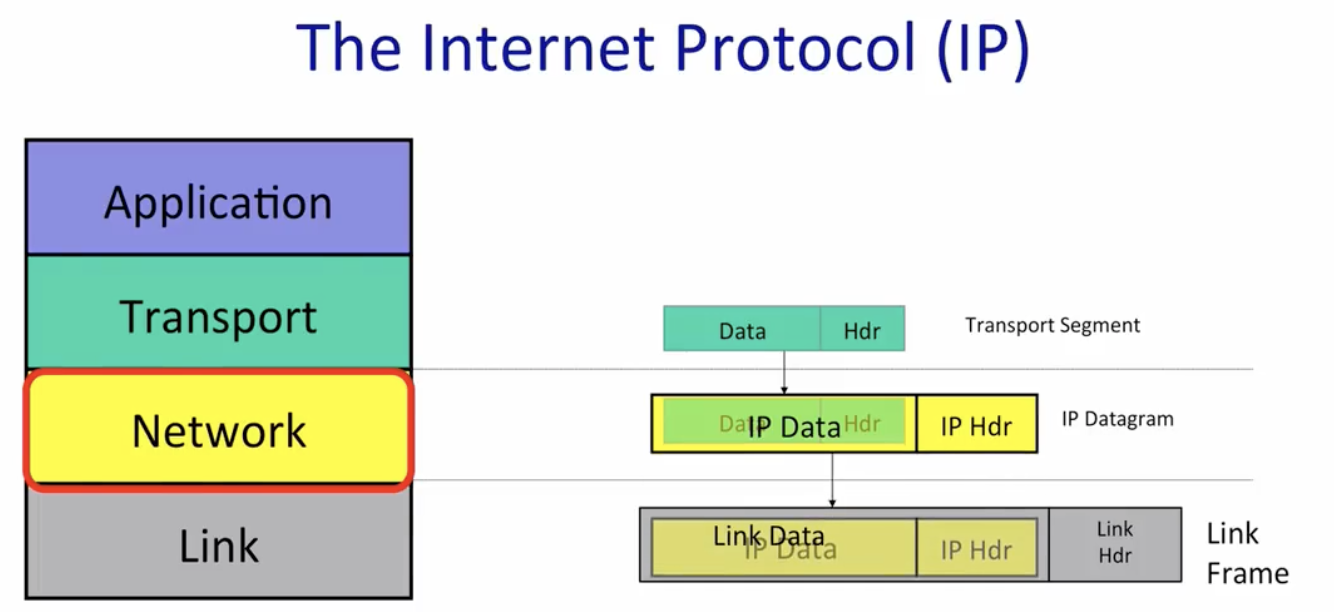 The Internet Protocol (IP)
Application
Transport
Data Hdr Transport Segment
Network
Data Hdr
IP Data IP Hdr IP Datagram
Link
Link Data
IP Data IP Hdr
Link
Hdr
Link
Frame